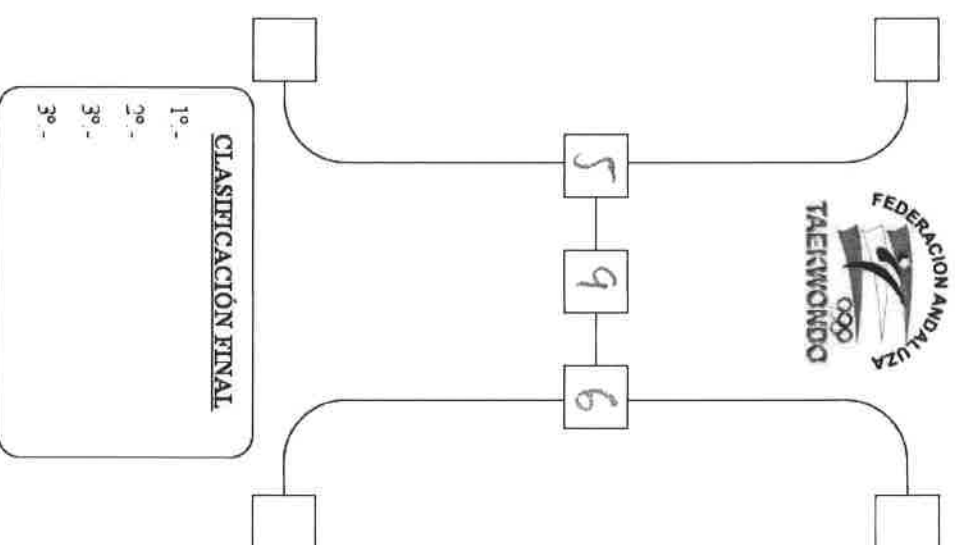 FEDERACION ANDALUZA
TAEKWONDO
5 9 6
CLASIFICACIÓN FINAL
1º.-
2º.-
3º.-
3º.-